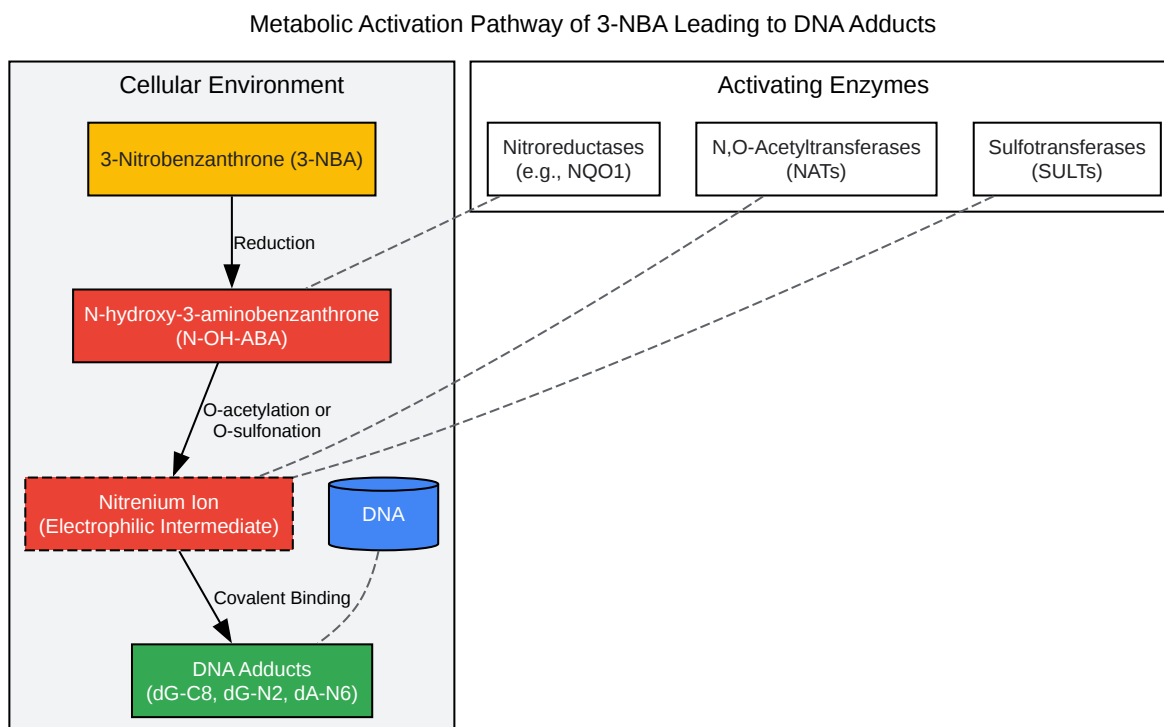 Metabolic Activation Pathway of 3-NBA Leading to DNA Adducts
Cellular Environment
Activating Enzymes
3-Nitrobenzanthrone (3-NBA)
Nitroreductases
(e.g., NQO1)
N,O-Acetyltransferases
(NATs)
Sulfotransferases
(SULTs)
Reduction
N-hydroxy-3-aminobenzanthrone
(N-OH-ABA)
O-acetylation or
O-sulfonation
Nitrenium Ion
(Electrophilic Intermediate)
DNA
Covalent Binding
DNA Adducts
(dG-C8, dG-N2, dA-N6)